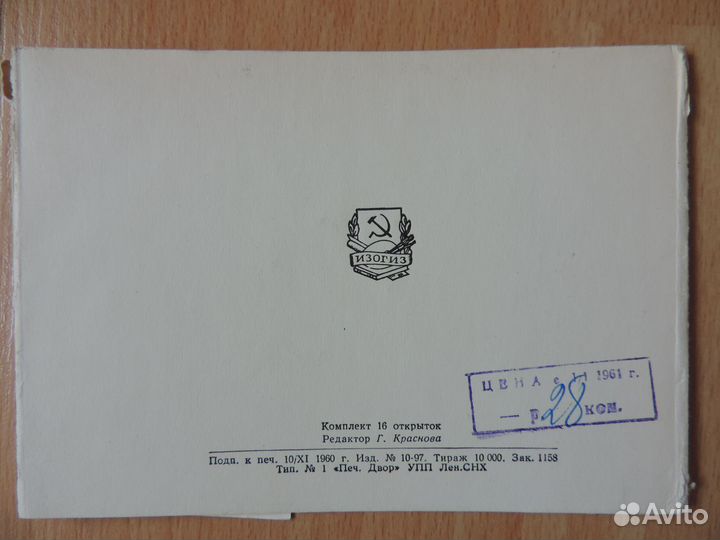 ИЗОГИЗ
ЦЕНА с 1/I 1961 г.
— р. 28 коп.
Комплект 16 открыток
Редактор Г. Краснова
Подп. к печ. 10/XI 1960 г. Изд. № 10-97. Тираж 10 000. Зак. 1158
Тип. № 1 «Печ. Двор» УПП Лен.СНХ
Avito